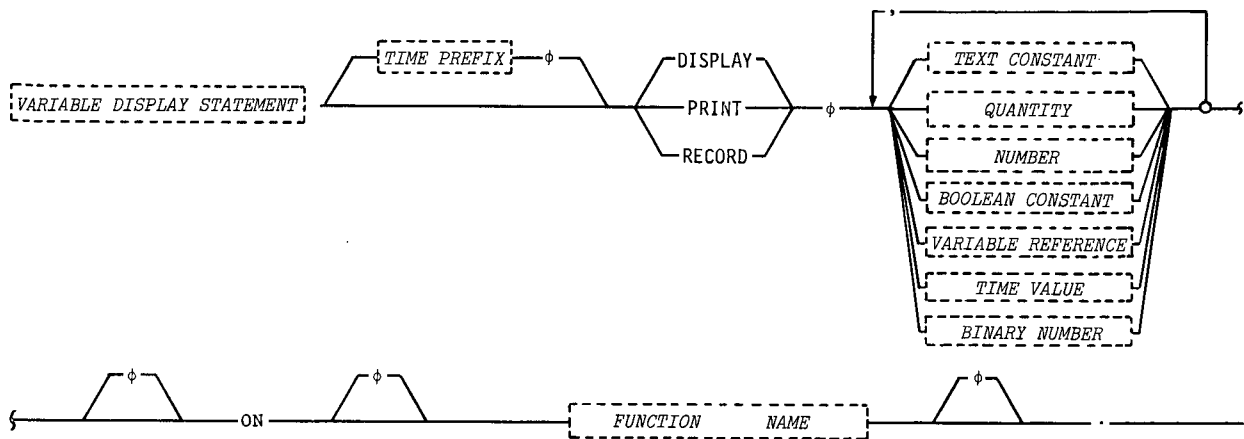 VARIABLE DISPLAY STATEMENT
TIME PREFIX
ϕ
DISPLAY
PRINT
RECORD
ϕ
,
TEXT CONSTANT
QUANTITY
NUMBER
BOOLEAN CONSTANT
VARIABLE REFERENCE
TIME VALUE
BINARY NUMBER
ϕ
ON
ϕ
FUNCTION NAME
ϕ
.